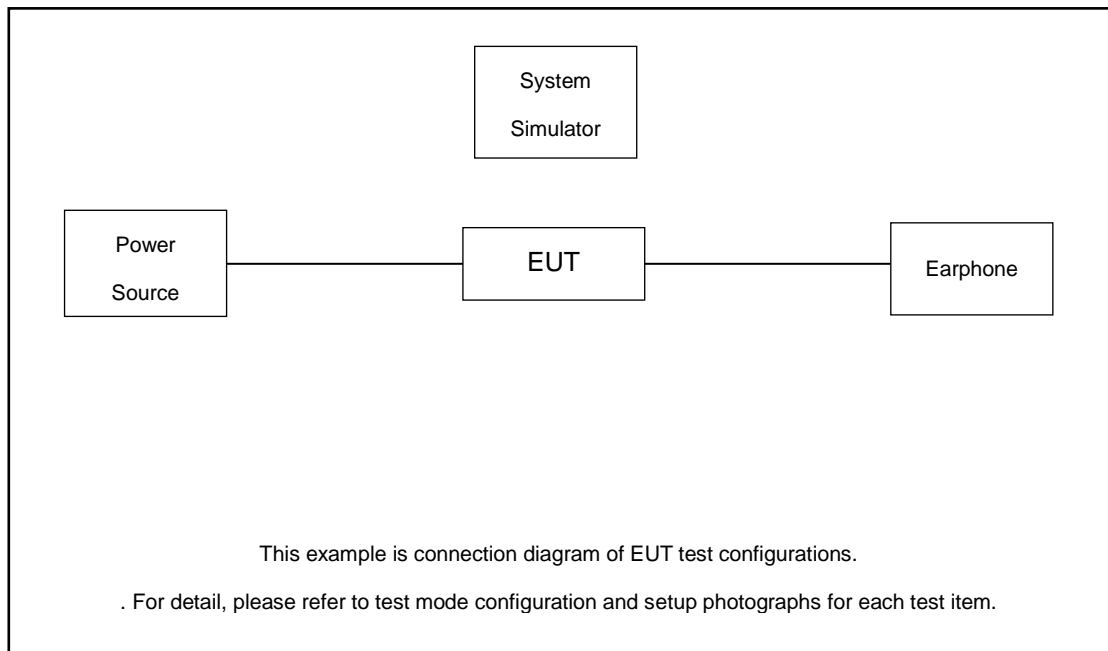 System
Simulator
Power
Source
EUT
Earphone
This example is connection diagram of EUT test configurations.
. For detail, please refer to test mode configuration and setup photographs for each test item.